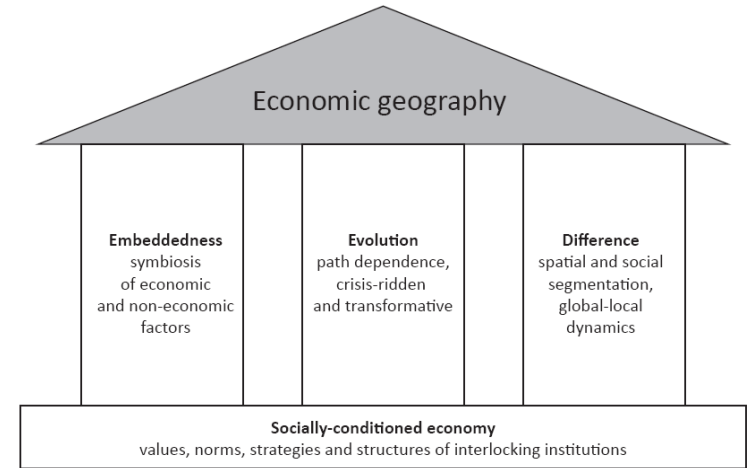 Economic geography
Embeddedness
symbiosis
of economic
and non-economic
factors
Evolution
path dependence,
crisis-ridden
and transformative
Difference
spatial and social
segmentation,
global-local
dynamics
Socially-conditioned economy
values, norms, strategies and structures of interlocking institutions